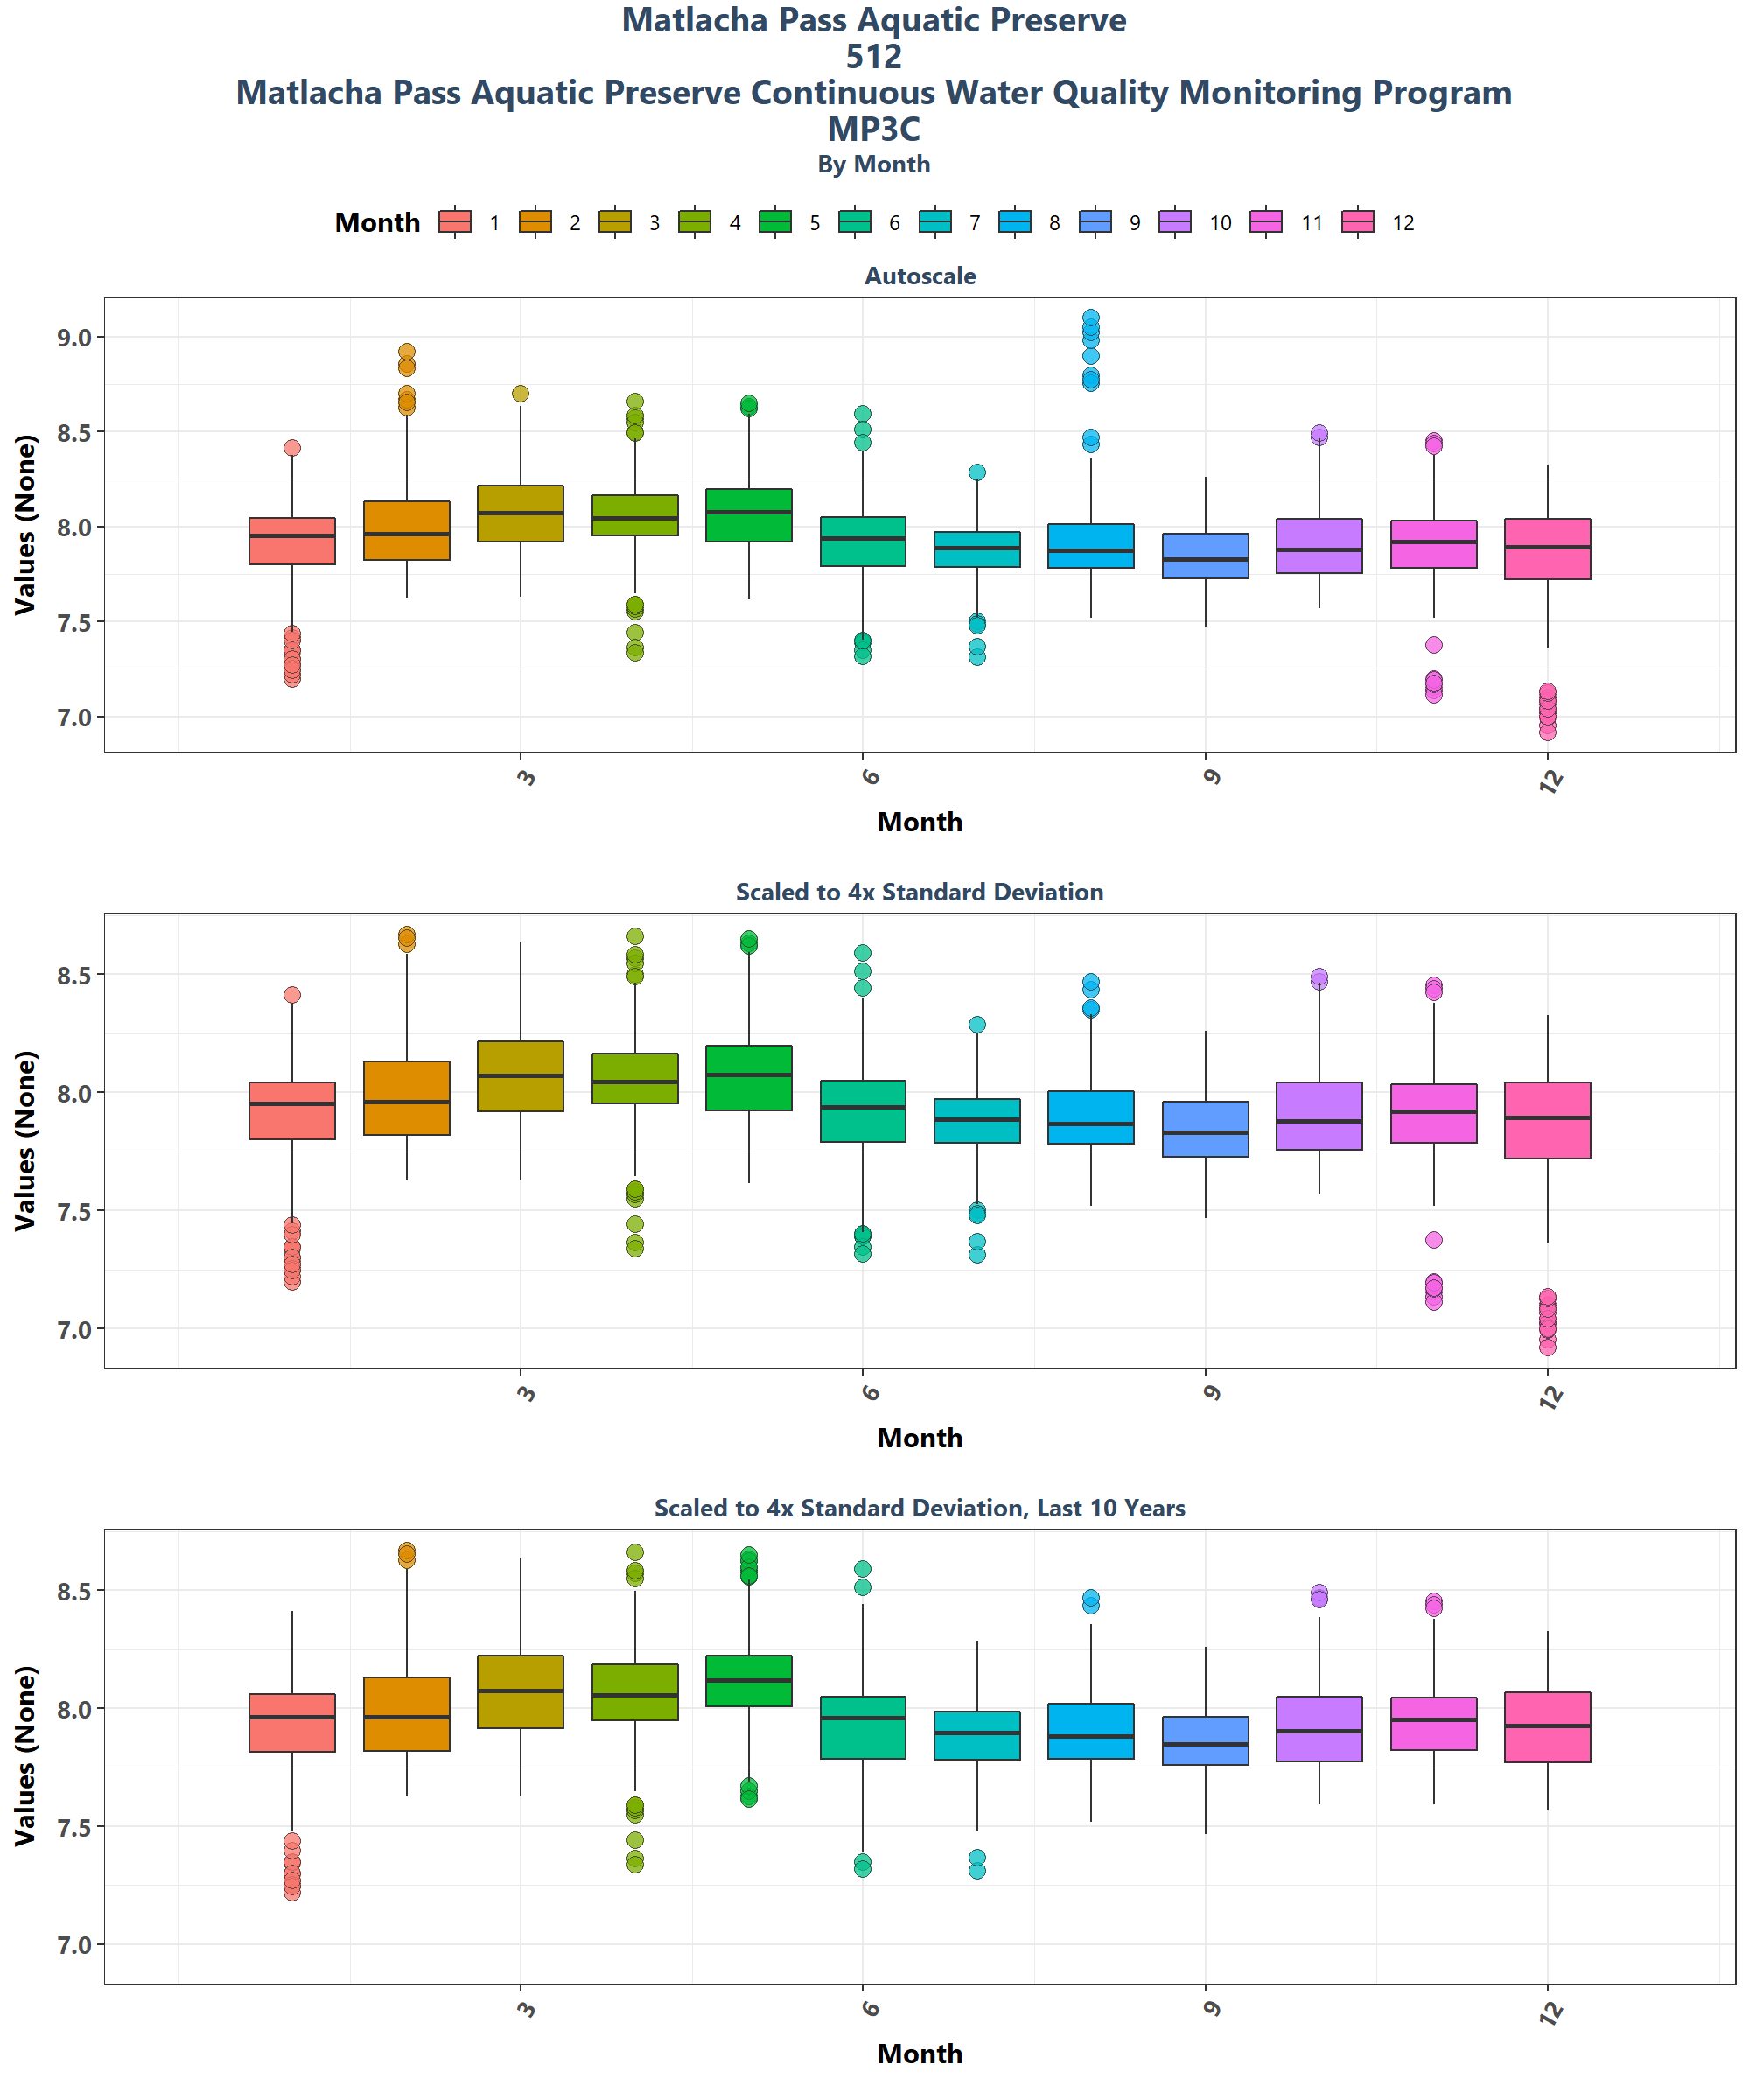 Matlacha Pass Aquatic Preserve
512
Matlacha Pass Aquatic Preserve Continuous Water Quality Monitoring Program
MP3C
By Month
Month 1 2 3 4 5 6 7 8 9 10 11 12
Autoscale
Values (None)
9.0
8.5
8.0
7.5
7.0
3 6 9 12
Month
Scaled to 4x Standard Deviation
Values (None)
8.5
8.0
7.5
7.0
3 6 9 12
Month
Scaled to 4x Standard Deviation, Last 10 Years
Values (None)
8.5
8.0
7.5
7.0
3 6 9 12
Month